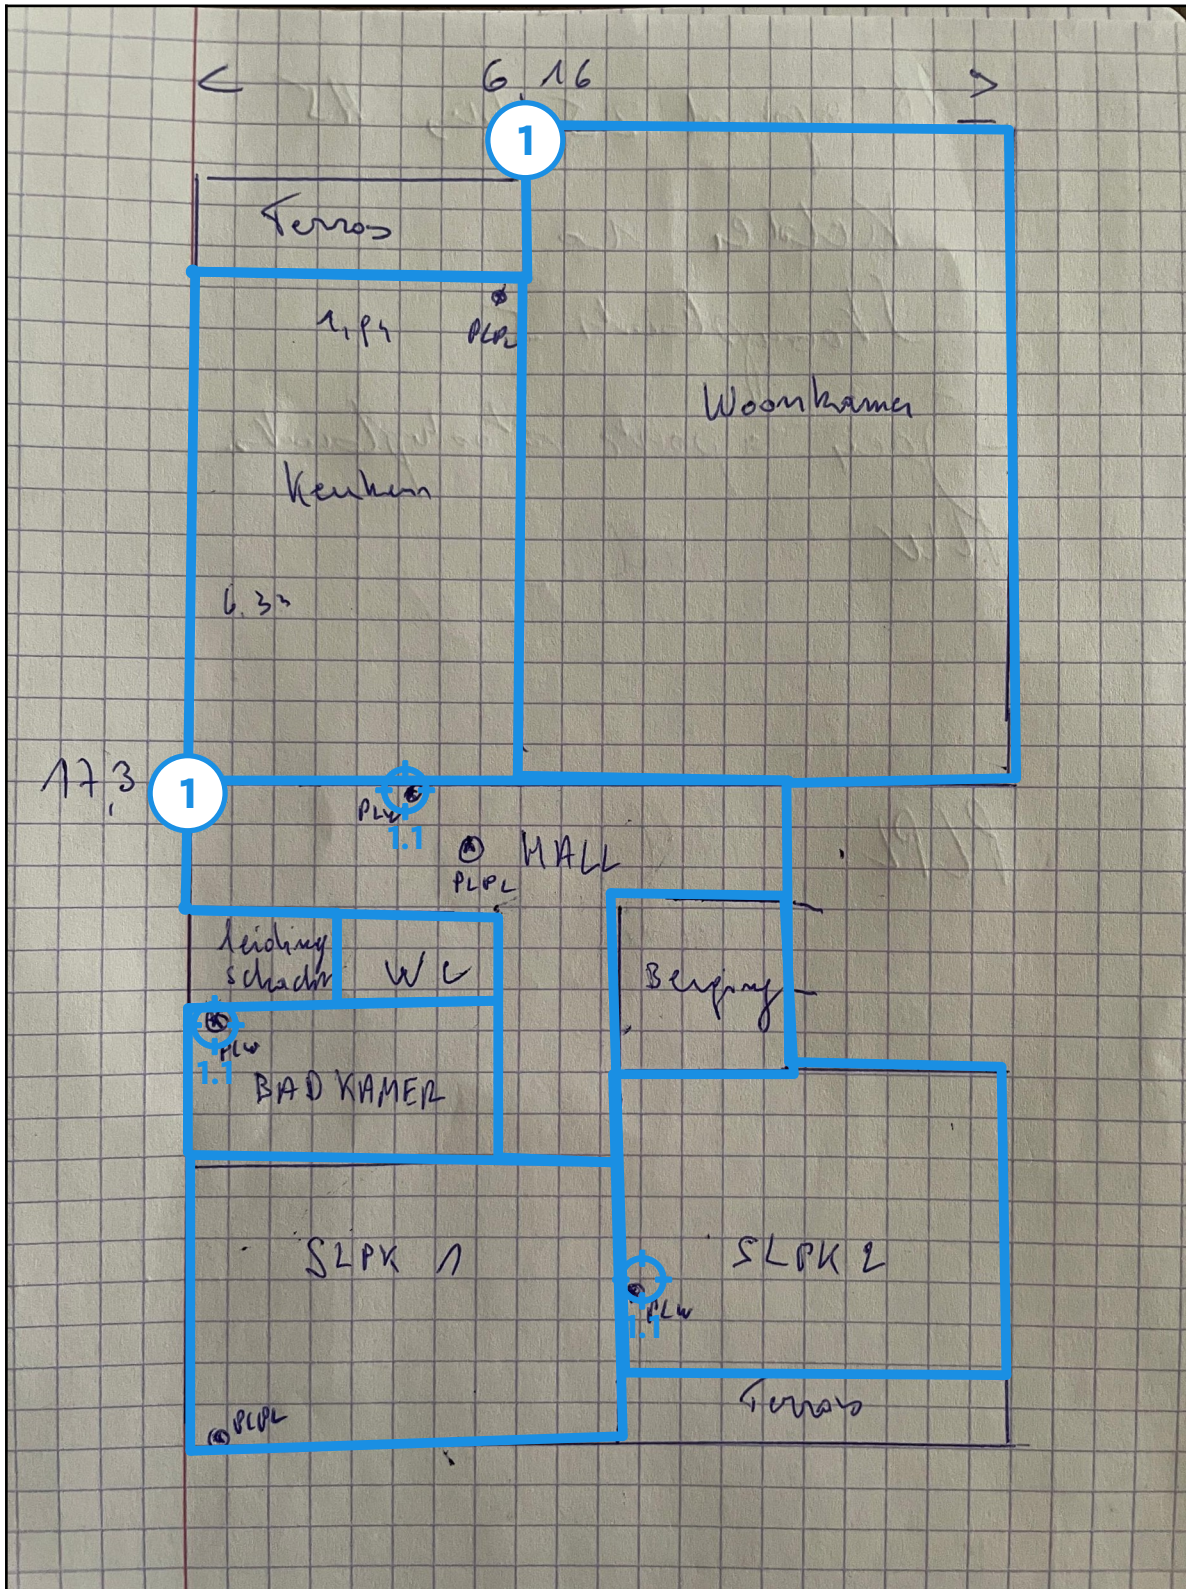 < 6,16 >
1
Terras
1,94
PLPL
Woonkamer
Keuken
6.33
17,3
1
PLW
1.1
HALL
PLPL
leiding
schacht
WC
Berging
PLW
1.1
BADKAMER
SLPK 1
SLPK 2
PLW
1.1
Terras
PLPL